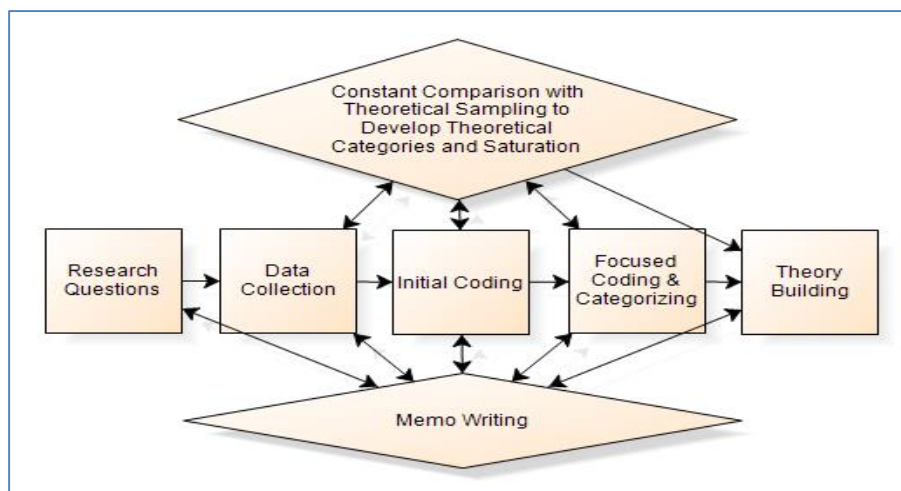 Constant Comparison with
Theoretical Sampling to
Develop Theoretical
Categories and Saturation
Research
Questions
Data
Collection
Initial Coding
Focused
Coding &
Categorizing
Theory
Building
Memo Writing